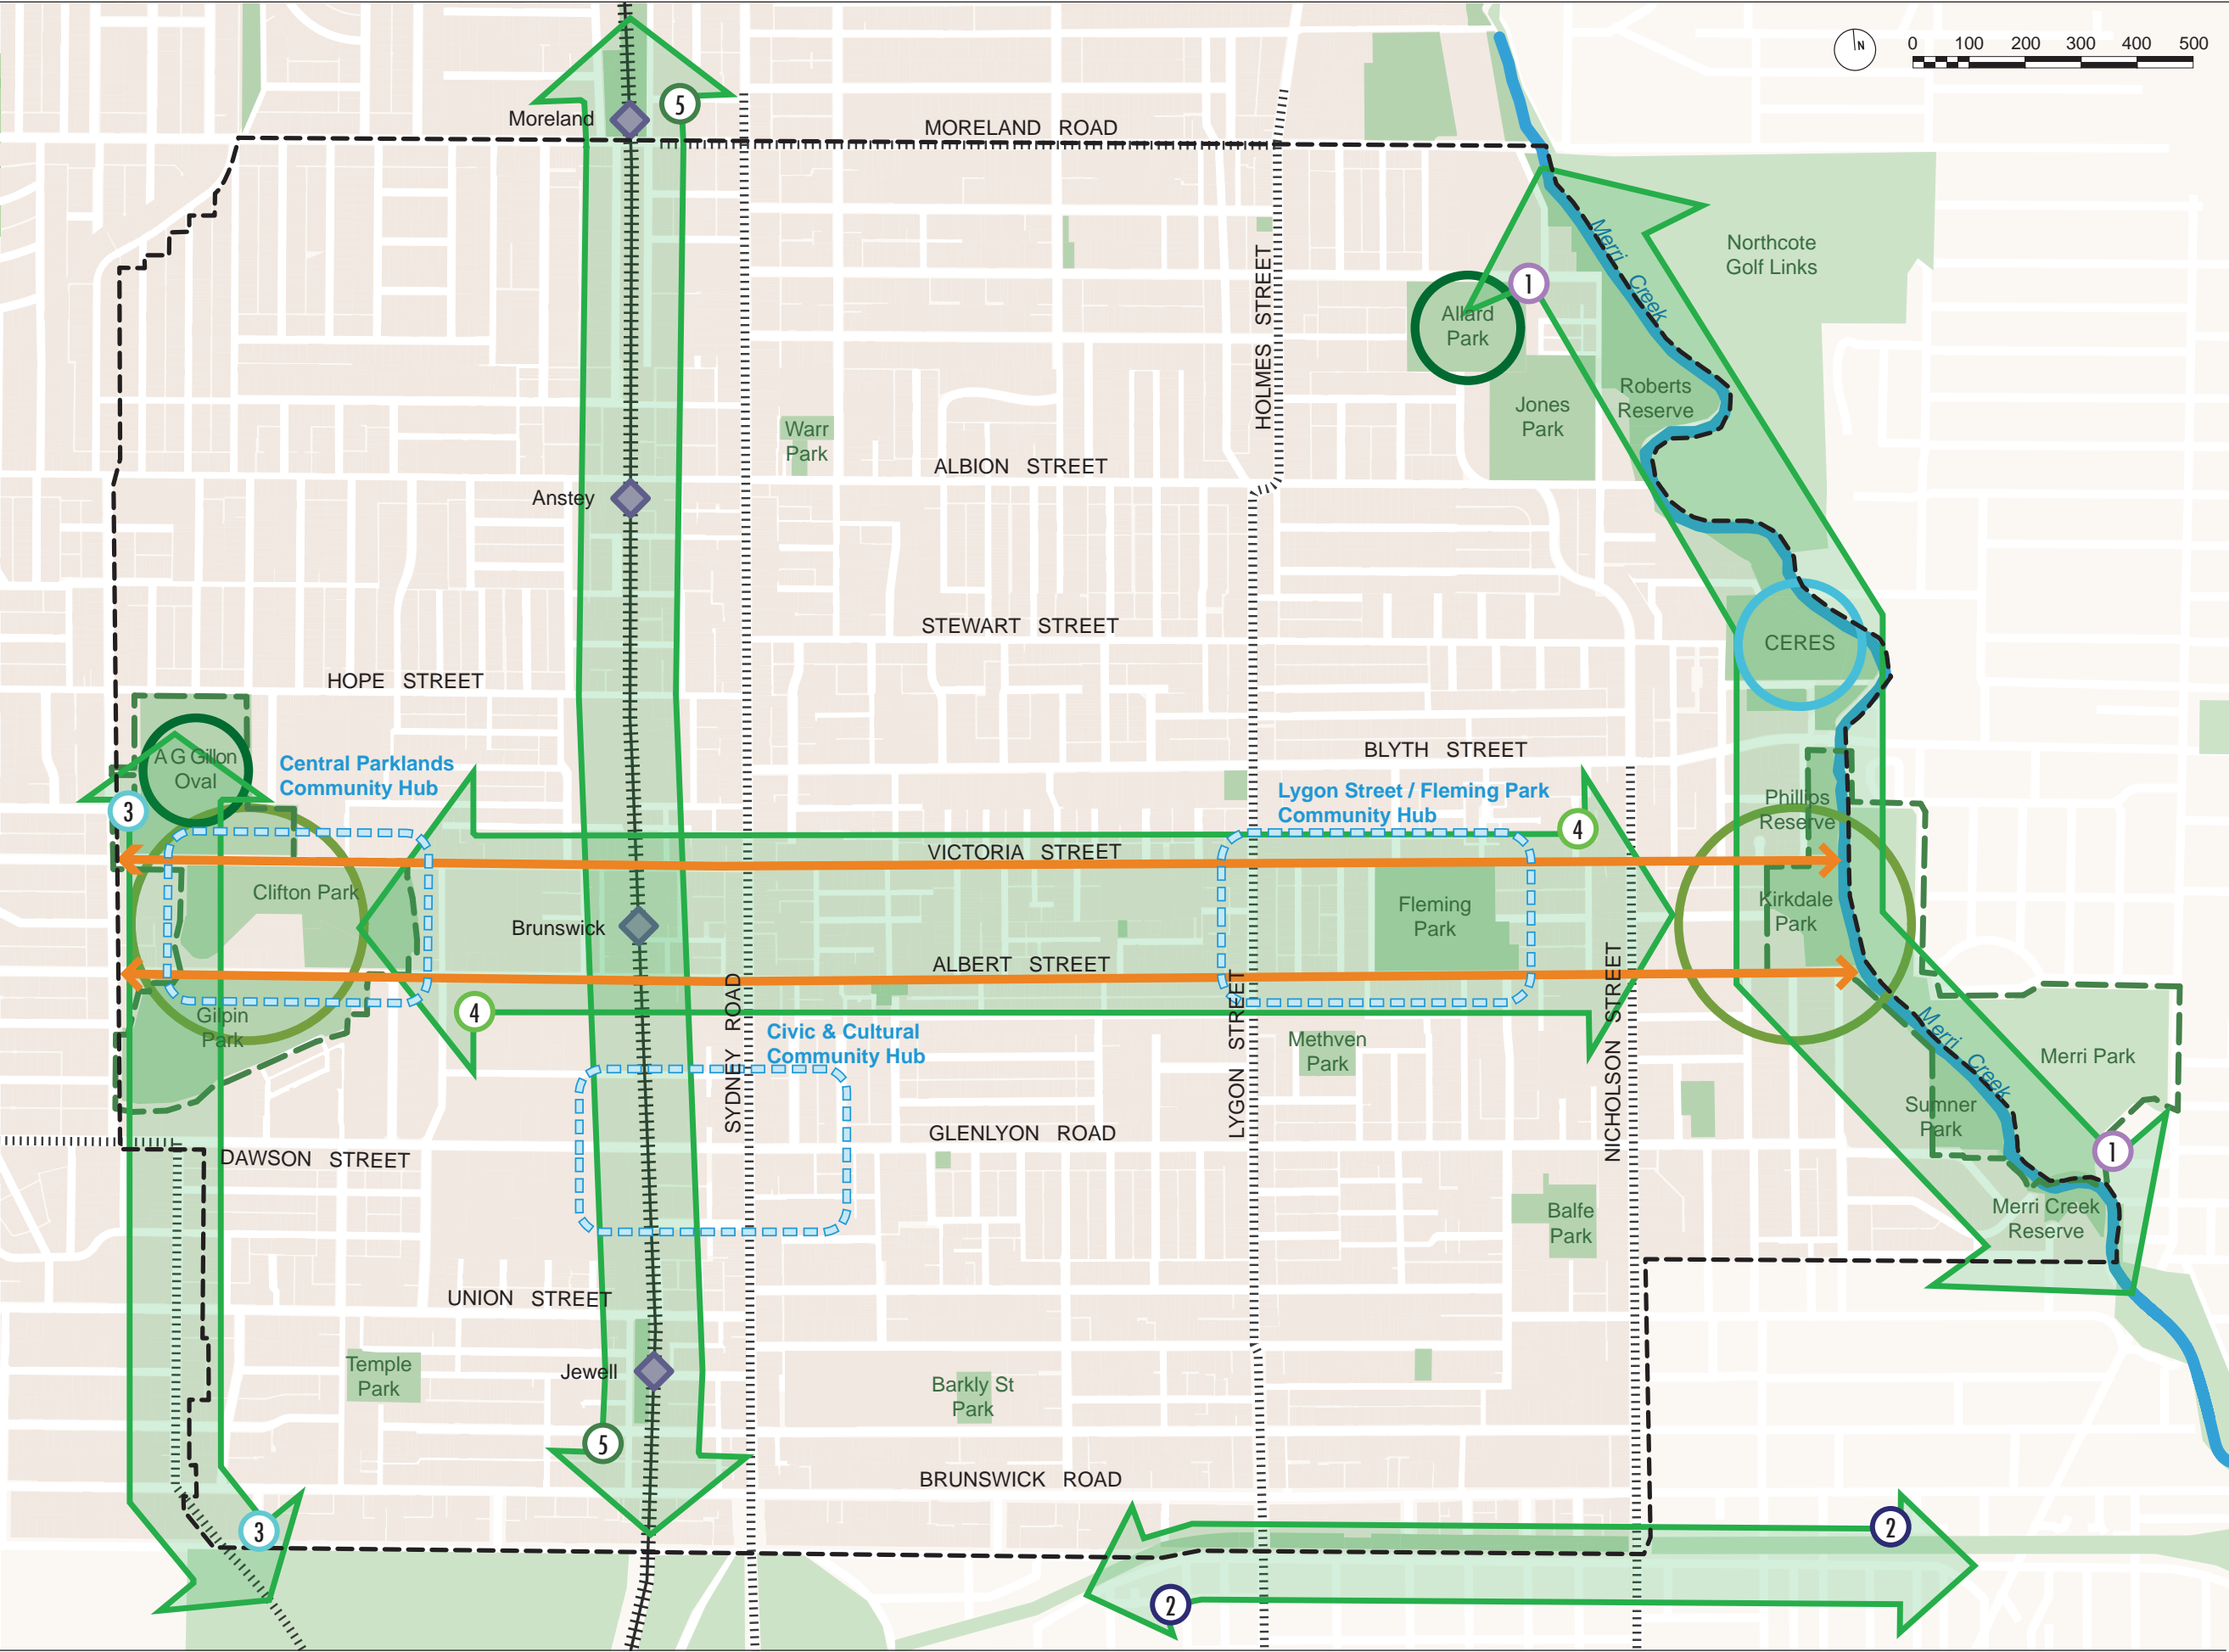 N
0 100 200 300 400 500
Moreland
5
MORELAND ROAD
Merri Creek
Northcote
Golf Links
1
Allard
Park
HOLMES STREET
Roberts
Reserve
Jones
Park
Warr
Park
ALBION STREET
Anstey
STEWART STREET
CERES
HOPE STREET
BLYTH STREET
A G Gillon
Oval
Central Parklands
Community Hub
Lygon Street / Fleming Park
Community Hub
3
4
Phillips
Reserve
VICTORIA STREET
Clifton Park
Fleming
Park
Kirkdale
Park
Brunswick
ALBERT STREET
4
Gilpin
Park
SYDNEY ROAD
Civic & Cultural
Community Hub
LYGON STREET
Methven
Park
NICHOLSON STREET
Merri Creek
Merri Park
Sumner
Park
GLENLYON ROAD
DAWSON STREET
1
Merri Creek
Reserve
Balfe
Park
UNION STREET
Temple
Park
Jewell
Barkly St
Park
5
BRUNSWICK ROAD
3
2
2